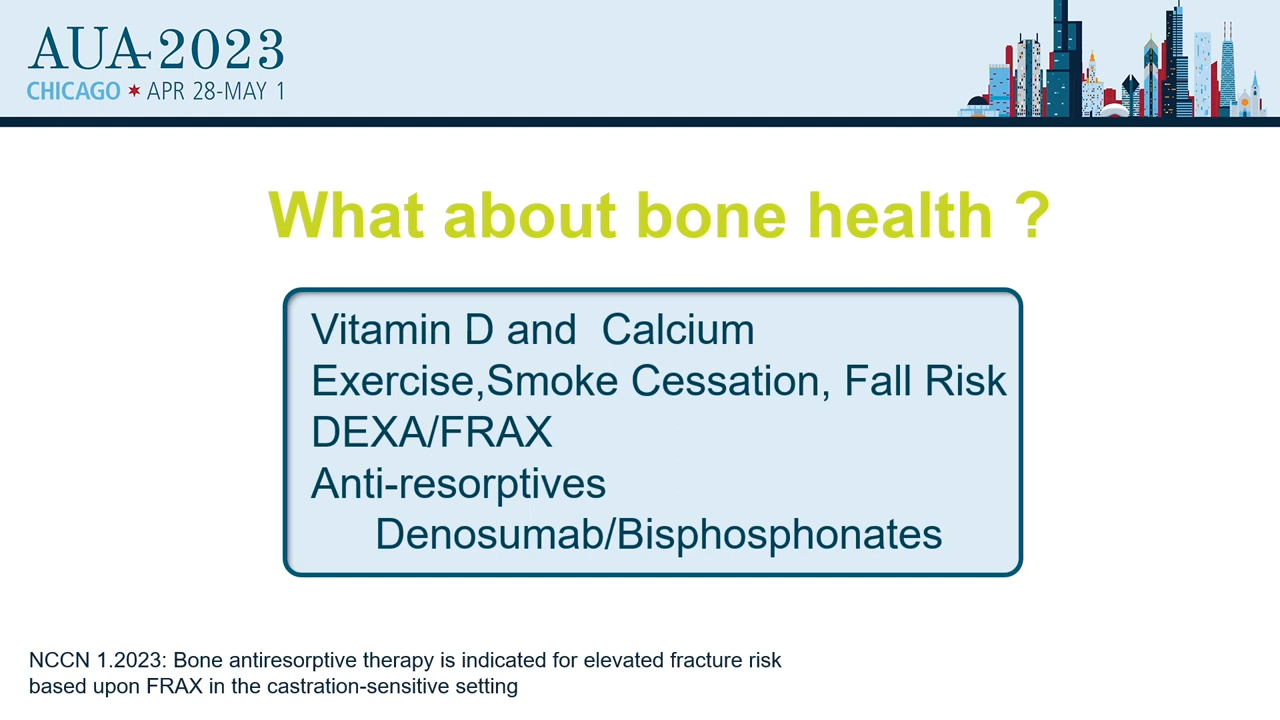 AUA 2023
CHICAGO ★ APR 28-MAY 1
What about bone health ?
Vitamin D and  Calcium
Exercise,Smoke Cessation, Fall Risk
DEXA/FRAX
Anti-resorptives
Denosumab/Bisphosphonates
NCCN 1.2023: Bone antiresorptive therapy is indicated for elevated fracture risk
based upon FRAX in the castration-sensitive setting